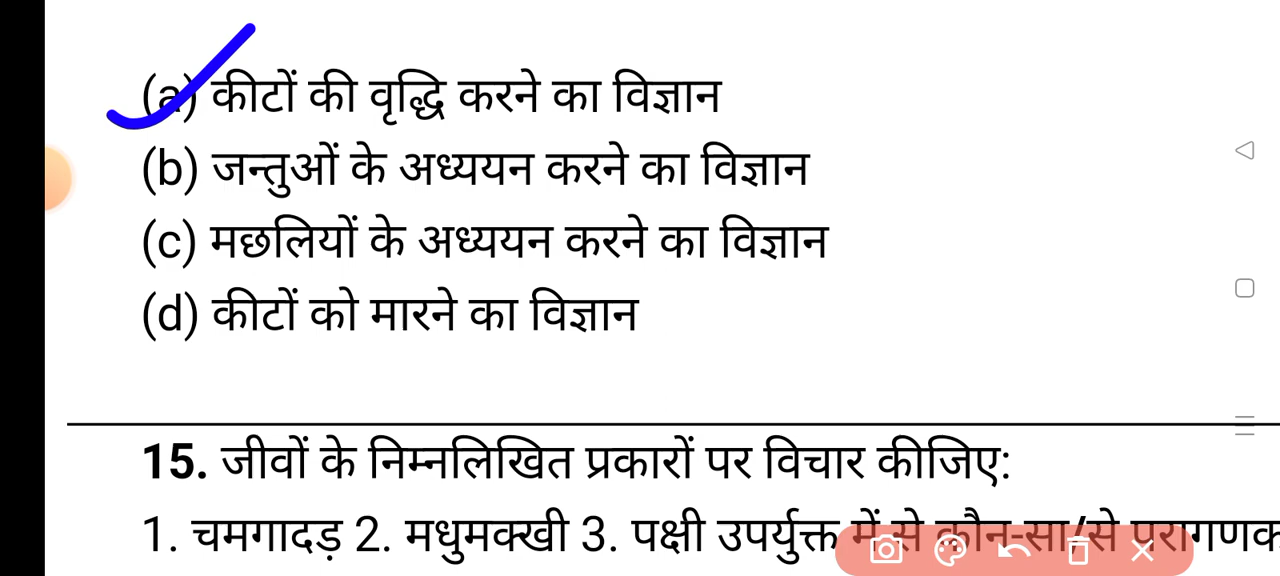 (a) कीटों की वृद्धि करने का विज्ञान
(b) जन्तुओं के अध्ययन करने का विज्ञान
(c) मछलियों के अध्ययन करने का विज्ञान
(d) कीटों को मारने का विज्ञान
15. जीवों के निम्नलिखित प्रकारों पर विचार कीजिए:
1. चमगादड़ 2. मधुमक्खी 3. पक्षी उपर्युक्त में से कौन-सा/से